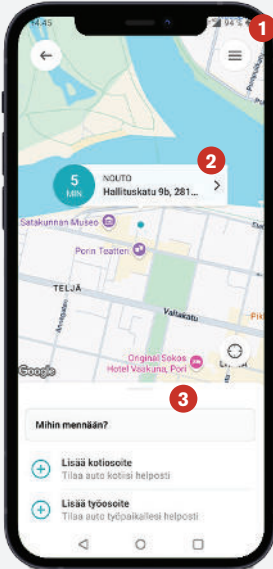 14.45
94 %
1
2
5
MIN
NOUTO
Hallituskatu 9b, 281...
Satakunnan Museo
Porin Teatteri
TELJÄ
Valtakatu
Original Sokos
Hotel Vaakuna, Pori
Google
3
Mihin mennään?
Lisää kotiosoite
Tilaa auto kotiisi helposti
Lisää työosoite
Tilaa auto työpaikallesi helposti